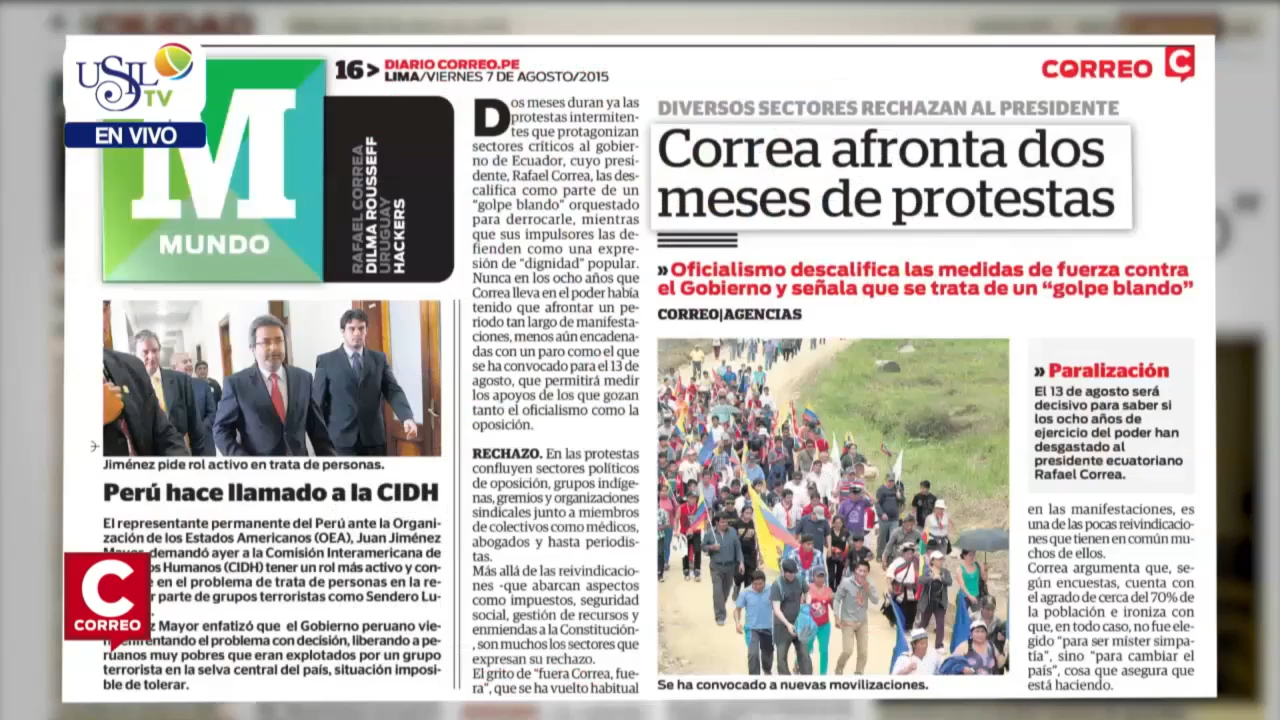 USIL
TV
EN VIVO
M
MUNDO
RAFAEL CORREA
DILMA ROUSSEFF
URUGUAY
HACKERS
16> DIARIO CORREO.PE
LIMA/VIERNES 7 DE AGOSTO/2015
CORREO C
Jiménez pide rol activo en trata de personas.
Perú hace llamado a la CIDH
El representante permanente del Perú ante la Organi-
zación de los Estados Americanos (OEA), Juan Jiménez
demandó ayer a la Comisión Interamericana de
Humanos (CIDH) tener un rol más activo y con-
en el problema de trata de personas en la re-
parte de grupos terroristas como Sendero Lu-
Mayor enfatizó que el Gobierno peruano vie-
enfrentando el problema con decisión, liberando a pe-
ruanos muy pobres que eran explotados por un grupo
terrorista en la selva central del país, situación imposi-
ble de tolerar.
C
CORREO
Dos meses duran ya las
protestas intermiten-
tes que protagonizan
sectores críticos al gobier-
no de Ecuador, cuyo presi-
dente, Rafael Correa, las des-
califica como parte de un
“golpe blando” orquestado
para derrocarle, mientras
que sus impulsores las de-
fienden como una expre-
sión de “dignidad” popular.
Nunca en los ocho años que
Correa lleva en el poder había
tenido que afrontar un pe-
riodo tan largo de manifesta-
ciones, menos aún encadena-
das con un paro como el que
se ha convocado para el 13 de
agosto, que permitirá medir
los apoyos de los que gozan
tanto el oficialismo como la
oposición.
RECHAZO. En las protestas
confluyen sectores políticos
de oposición, grupos indíge-
nas, gremios y organizaciones
sindicales junto a miembros
de colectivos como médicos,
abogados y hasta periodis-
tas.
Más allá de las reivindicacio-
nes -que abarcan aspectos
como impuestos, seguridad
social, gestión de recursos y
enmiendas a la Constitución-
, son muchos los sectores que
expresan su rechazo.
El grito de “fuera Correa, fue-
ra”, que se ha vuelto habitual
DIVERSOS SECTORES RECHAZAN AL PRESIDENTE
Correa afronta dos
meses de protestas
» Oficialismo descalifica las medidas de fuerza contra
el Gobierno y señala que se trata de un “golpe blando”
CORREO|AGENCIAS
Se ha convocado a nuevas movilizaciones.
» Paralización
El 13 de agosto será
decisivo para saber si
los ocho años de
ejercicio del poder han
desgastado al
presidente ecuatoriano
Rafael Correa.
en las manifestaciones, es
una de las pocas reivindicacio-
nes que tienen en común mu-
chos de ellos.
Correa argumenta que, se-
gún encuestas, cuenta con
el agrado de cerca del 70% de
la población e ironiza con
que, en todo caso, no fue ele-
gido “para ser míster simpa-
tía”, sino “para cambiar el
país”, cosa que asegura que
está haciendo.